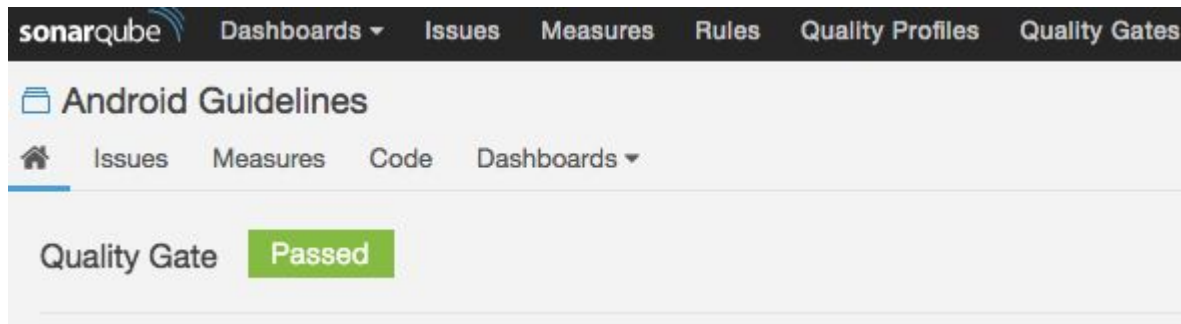 sonarqube Dashboards Issues Measures Rules Quality Profiles Quality Gates
Android Guidelines
Issues Measures Code Dashboards
Quality Gate Passed